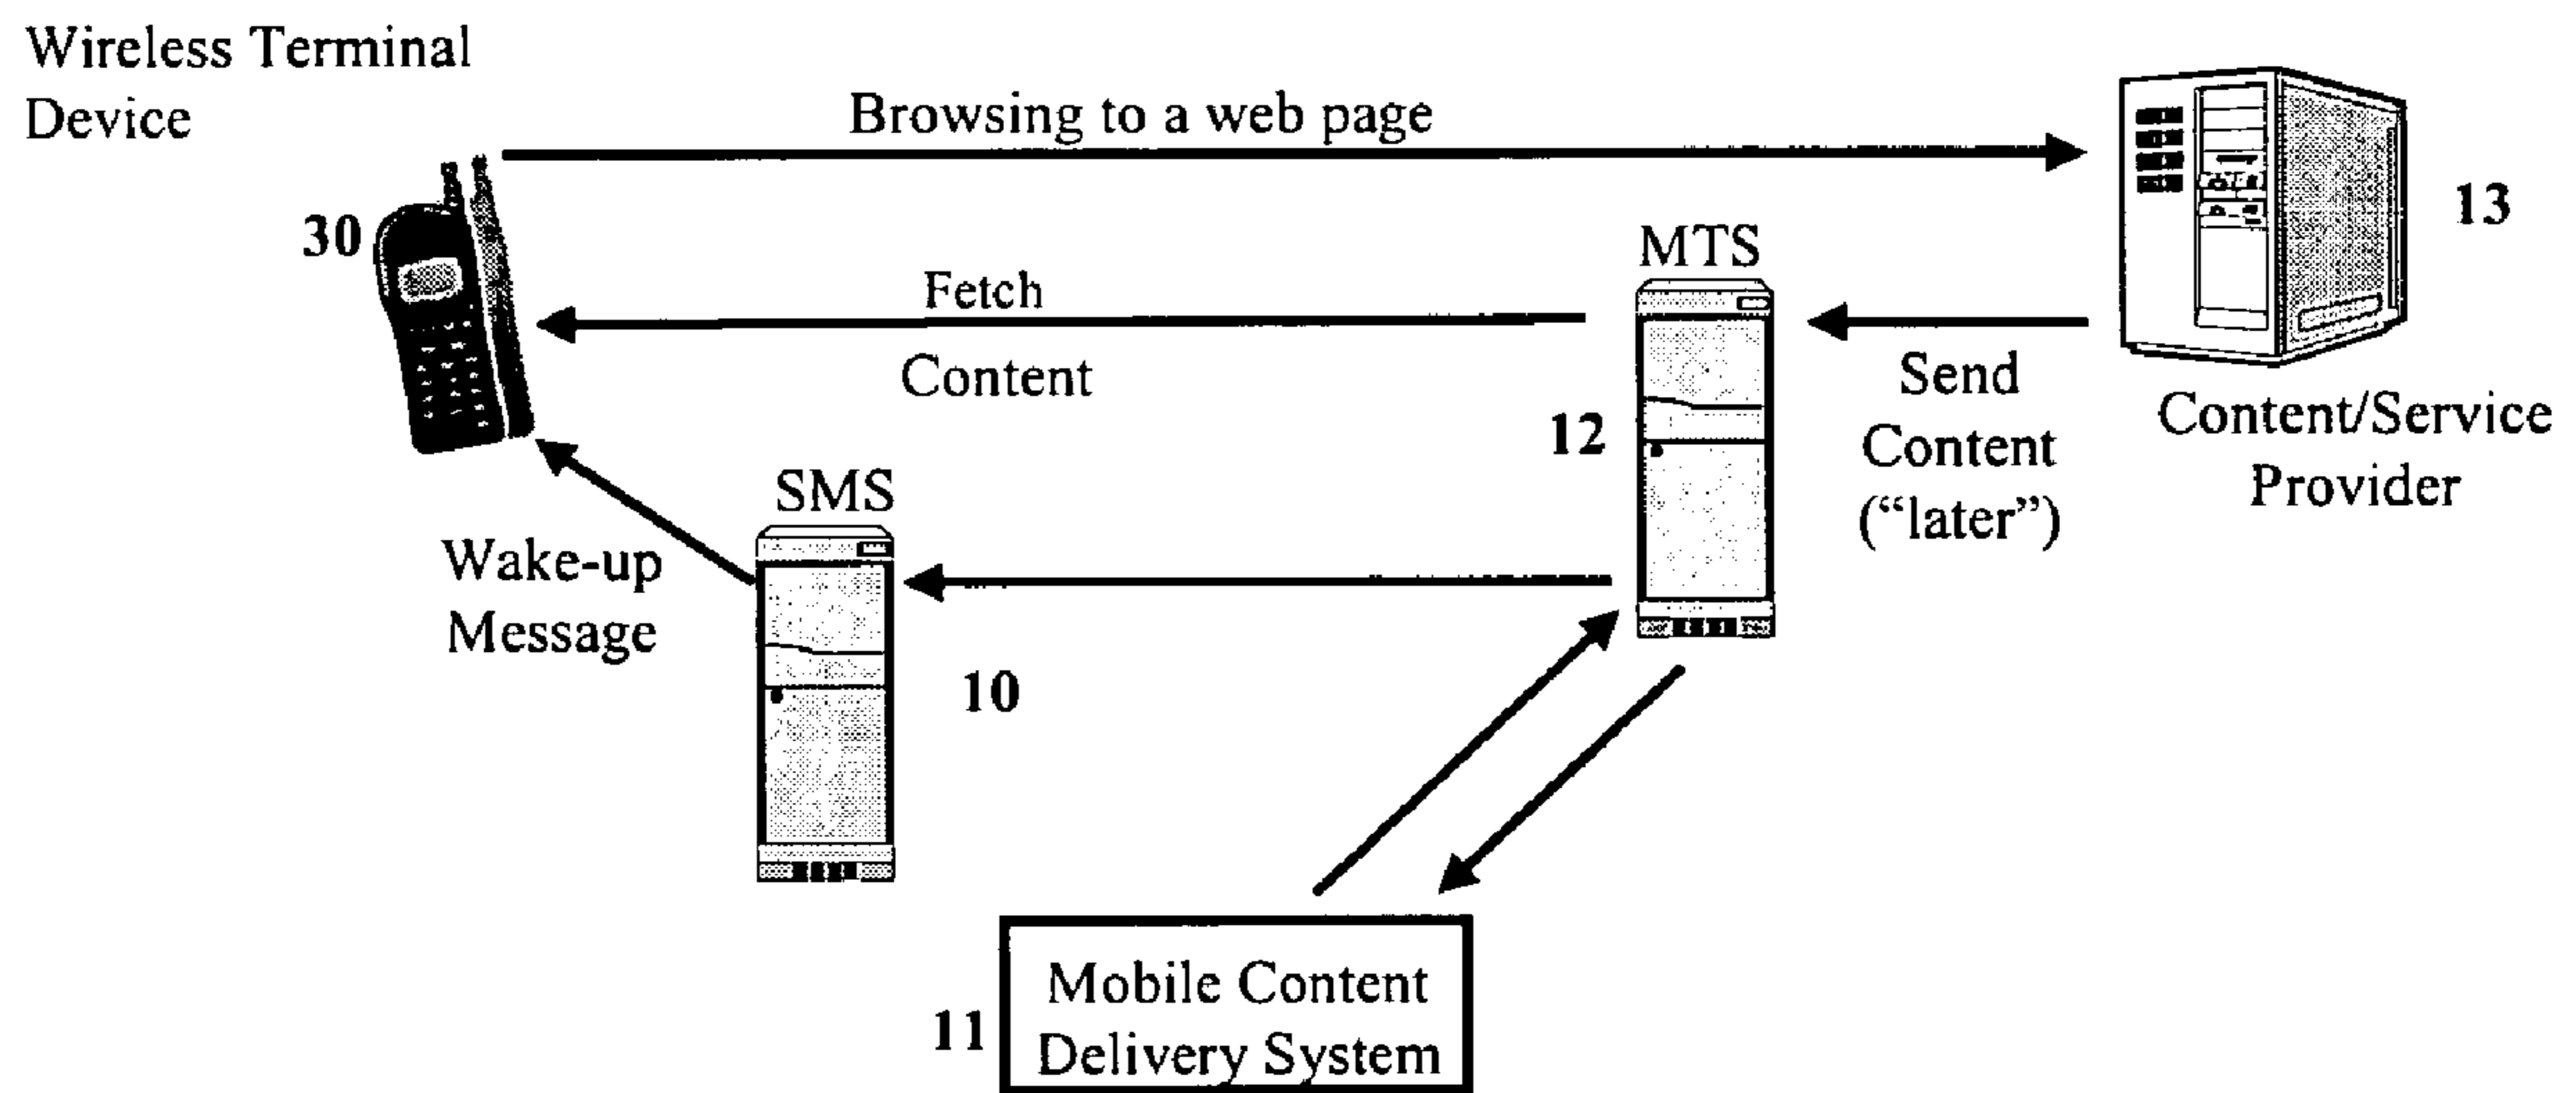 Wireless Terminal
Device
Browsing to a web page
30
13
MTS
Fetch
Content
Send
Content
("later")
12
Content/Service
Provider
SMS
Wake-up
Message
10
11
Mobile Content
Delivery System